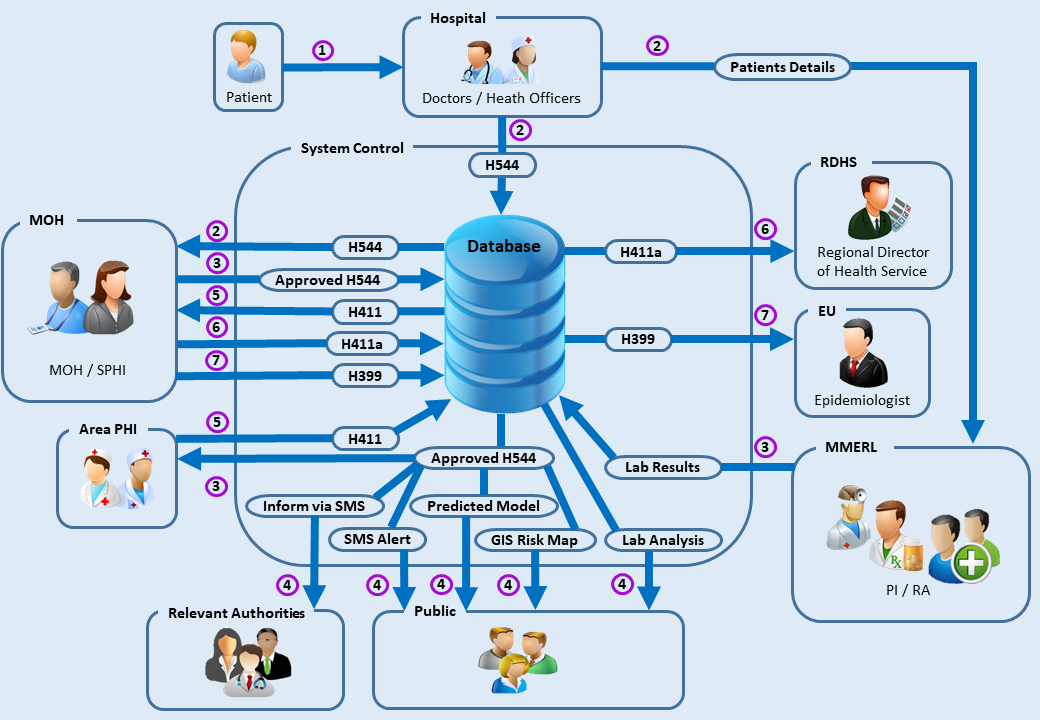 Hospital
1
2
Patients Details
Patient
Doctors / Heath Officers
2
System Control
H544
RDHS
MOH
2
H544
Database
H411a
6
Regional Director
of Health Service
3
Approved H544
5
H411
7
EU
6
H411a
H399
MOH / SPHI
7
H399
Epidemiologist
5
Area PHI
H411
3
MMERL
Approved H544
Lab Results
3
Inform via SMS
Predicted Model
SMS Alert
GIS Risk Map
Lab Analysis
Rx
4
4
4
4
4
PI / RA
Relevant Authorities
Public